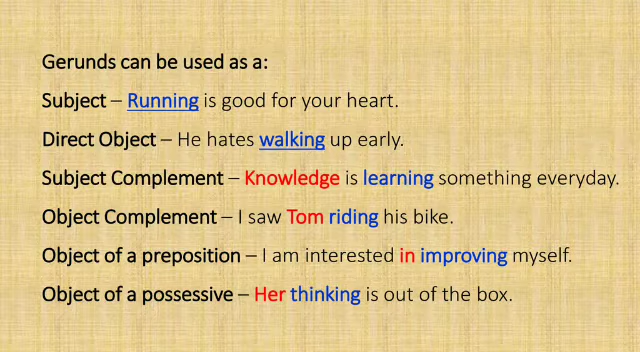 Gerunds can be used as a:
Subject – Running is good for your heart.
Direct Object – He hates walking up early.
Subject Complement – Knowledge is learning something everyday.
Object Complement – I saw Tom riding his bike.
Object of a preposition – I am interested in improving myself.
Object of a possessive – Her thinking is out of the box.